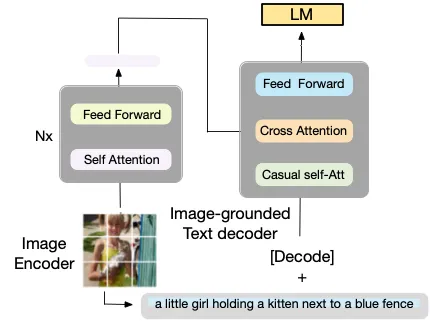 LM
Feed Forward
Feed Forward
Nx
Cross Attention
Self Attention
Casual self-Att
Image-grounded
Text decoder
Image
Encoder
[Decode]
+
a little girl holding a kitten next to a blue fence